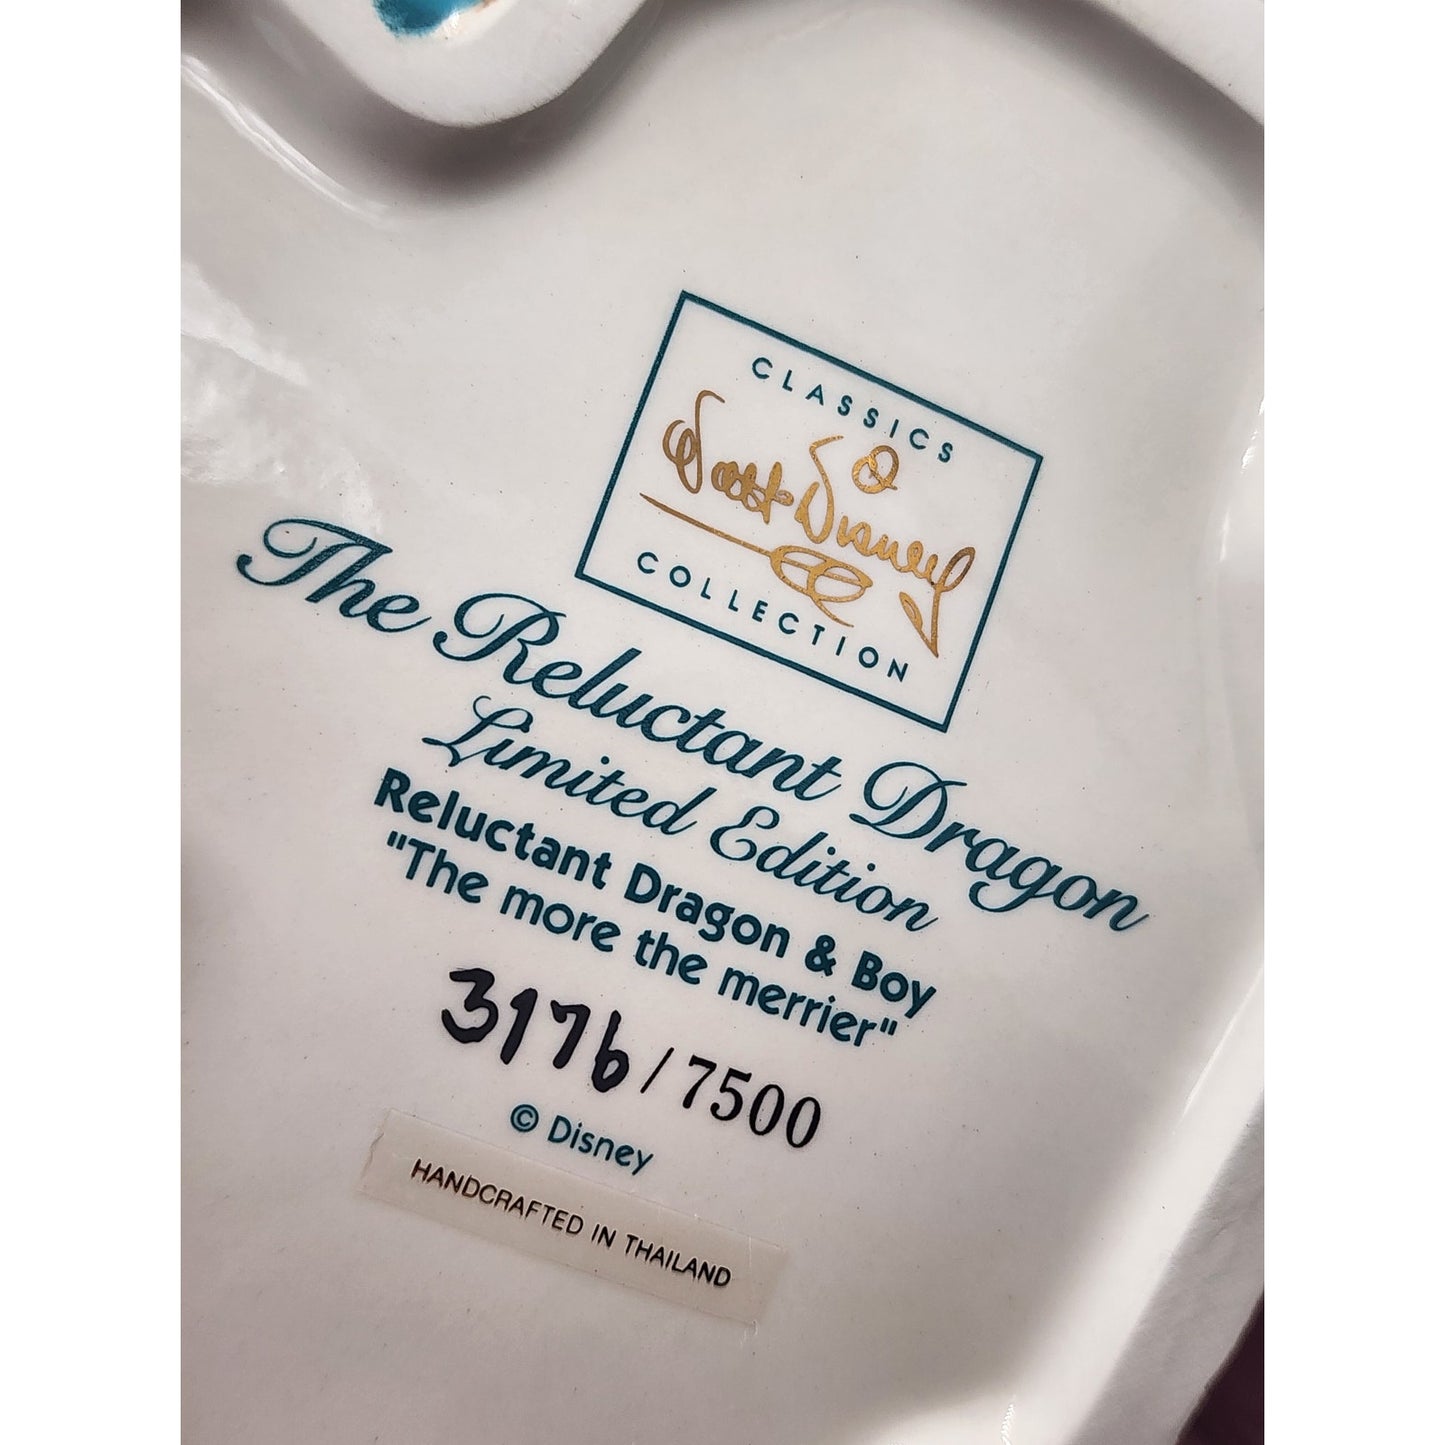 CLASSICS
Walt Disney
COLLECTION
The Reluctant Dragon
Limited Edition
Reluctant Dragon & Boy
"The more the merrier"
3176/7500
© Disney
HANDCRAFTED IN THAILAND